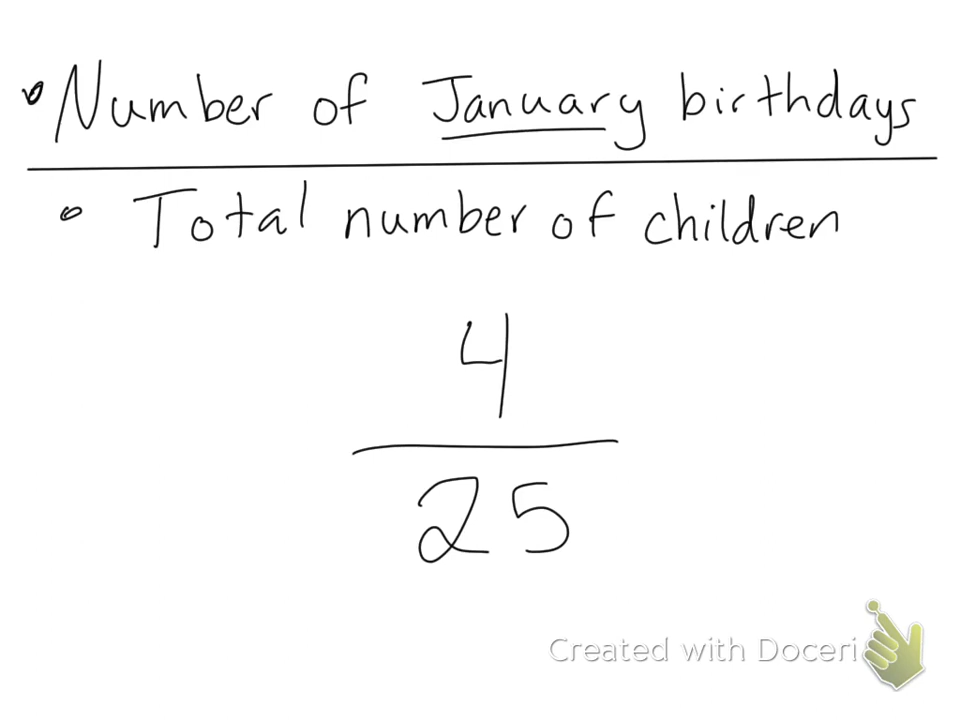 Number of January birthdays
Total number of children
4
25
Created with Doceri